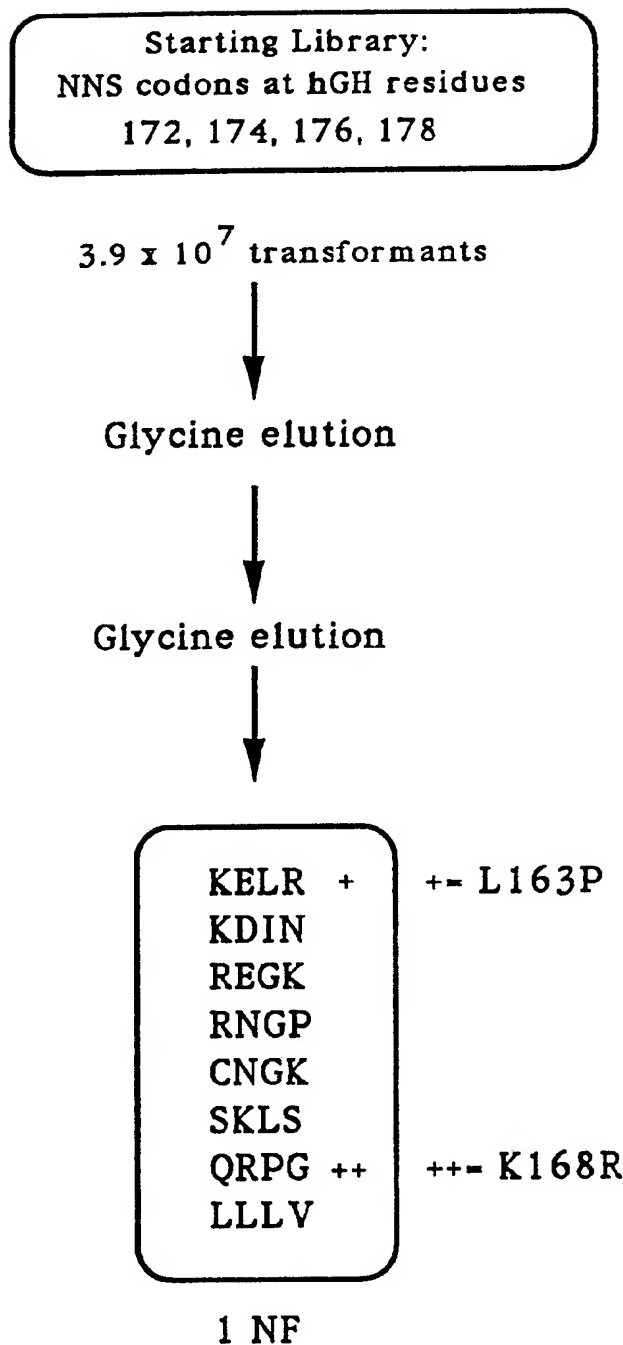 Starting Library:
NNS codons at hGH residues
172, 174, 176, 178
3.9 x 10^7 transformants
Glycine elution
Glycine elution
KELR + +- L163P
KDIN
REGK
RNGP
CNGK
SKLS
QRPG ++ ++- K168R
LLLV
1 NF